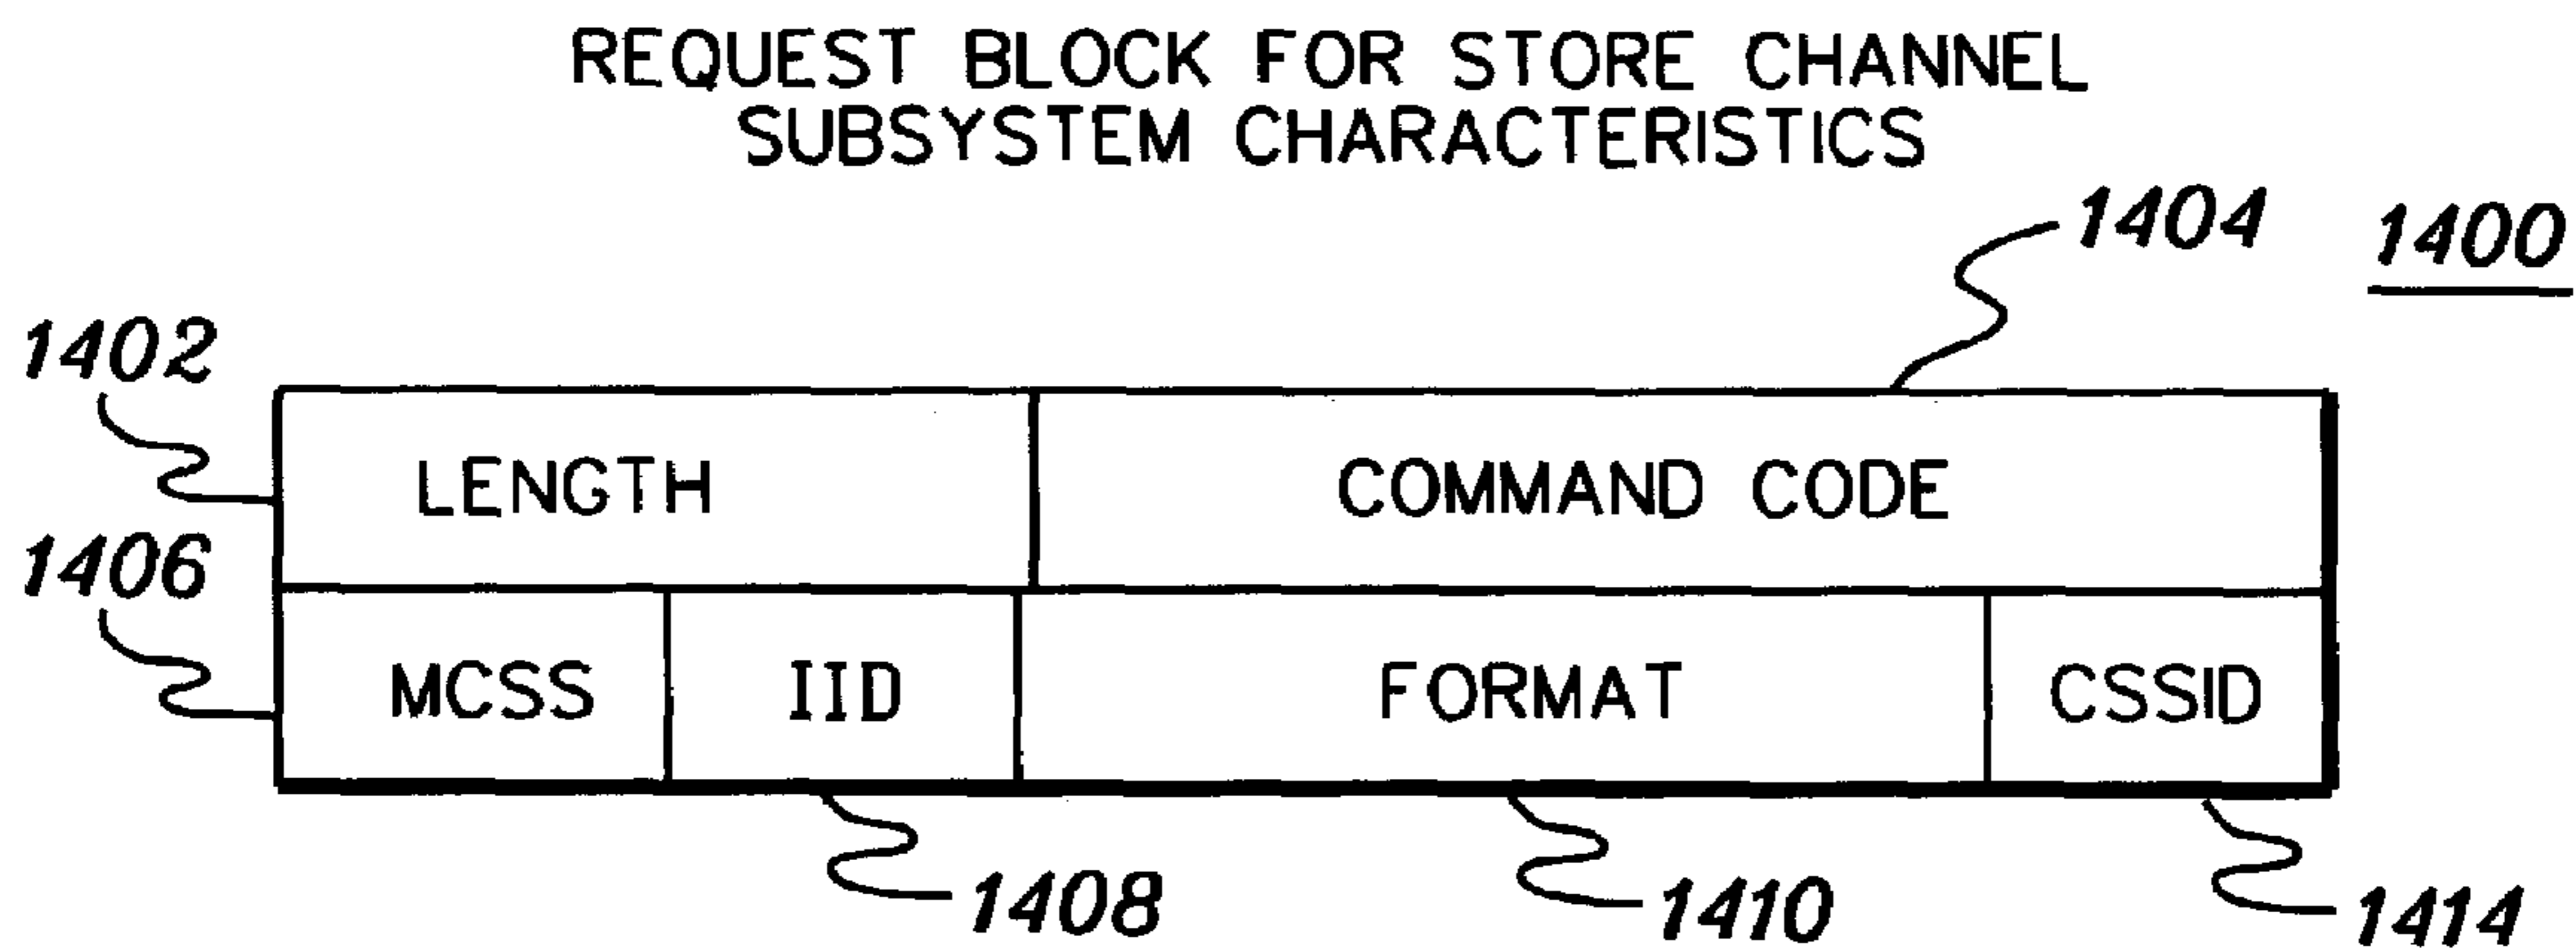 REQUEST BLOCK FOR STORE CHANNEL
SUBSYSTEM CHARACTERISTICS
1404
1400
1402
LENGTH
COMMAND CODE
1406
MCSS
IID
FORMAT
CSSID
1408
1410
1414